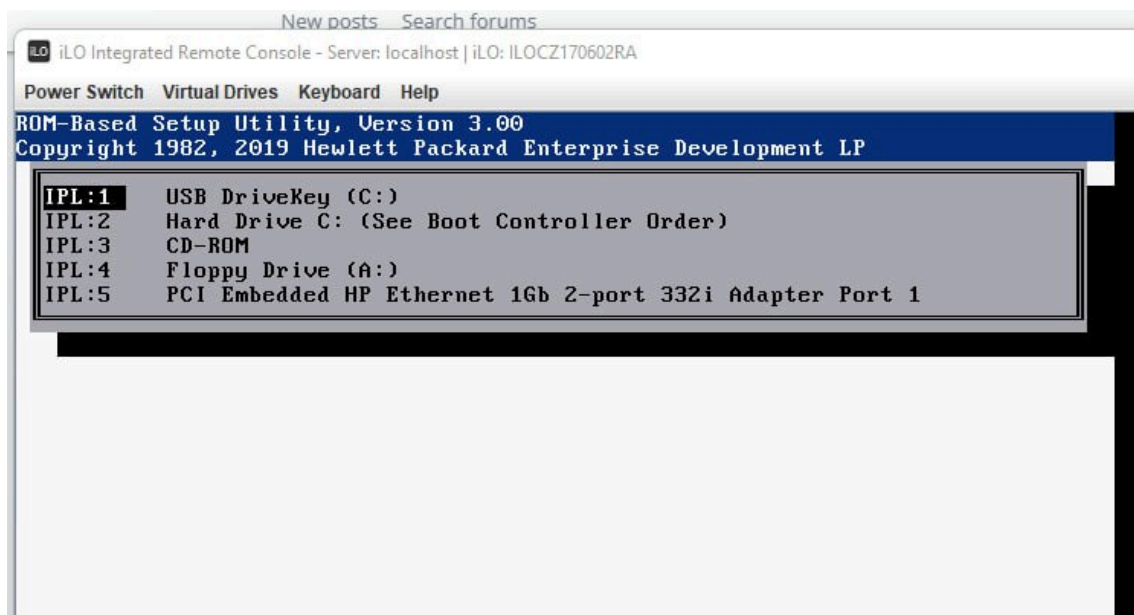 New posts Search forums
iLO iLO Integrated Remote Console - Server: localhost | iLO: ILOCZ170602RA
Power Switch Virtual Drives Keyboard Help
ROM-Based Setup Utility, Version 3.00
Copyright 1982, 2019 Hewlett Packard Enterprise Development LP
IPL:1 USB DriveKey (C:)
IPL:2 Hard Drive C: (See Boot Controller Order)
IPL:3 CD-ROM
IPL:4 Floppy Drive (A:)
IPL:5 PCI Embedded HP Ethernet 1Gb 2-port 332i Adapter Port 1